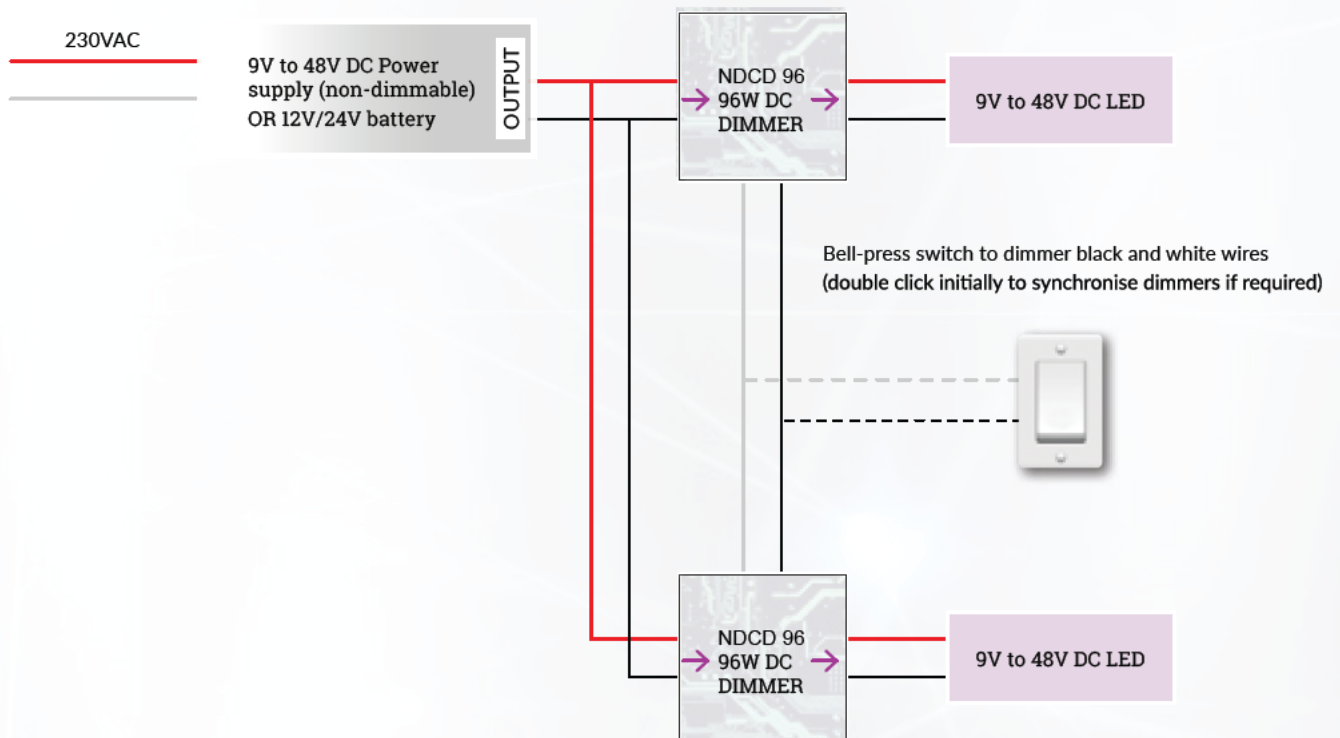 230VAC
9V to 48V DC Power
supply (non-dimmable)
OR 12V/24V battery
OUTPUT
NDCD 96
96W DC
DIMMER
9V to 48V DC LED
Bell-press switch to dimmer black and white wires
(double click initially to synchronise dimmers if required)
NDCD 96
96W DC
DIMMER
9V to 48V DC LED